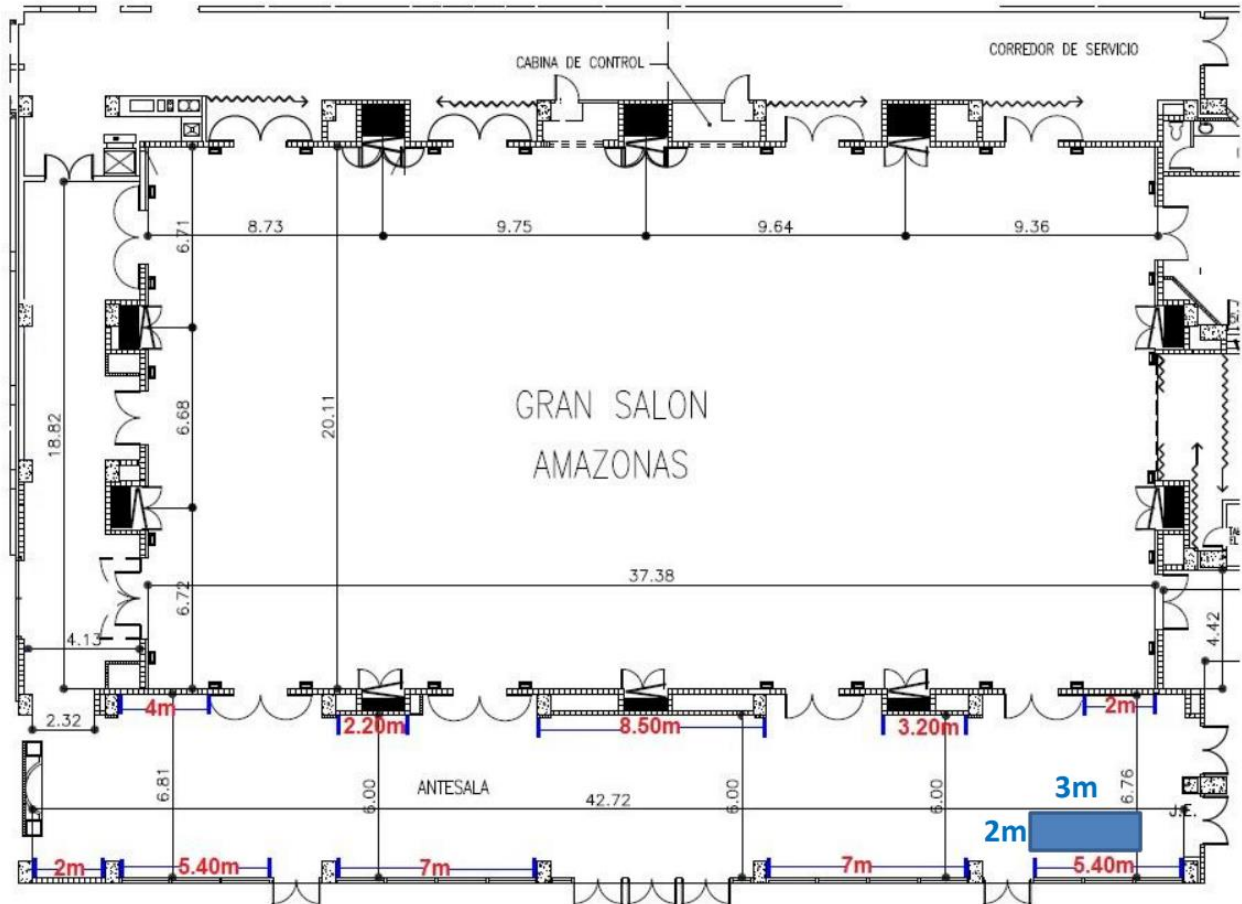 CORREDOR DE SERVICIO
CABINA DE CONTROL
8.73
9.75
9.64
9.36
6.71
18.82
6.68
20.11
GRAN SALON
AMAZONAS
37.38
6.72
4.13
4.42
4m
2.32
2.20m
8.50m
3.20m
2m
6.81
6.00
ANTESALA
42.72
6.00
6.00
6.76
3m
2m
J.E.
2m
5.40m
7m
7m
5.40m